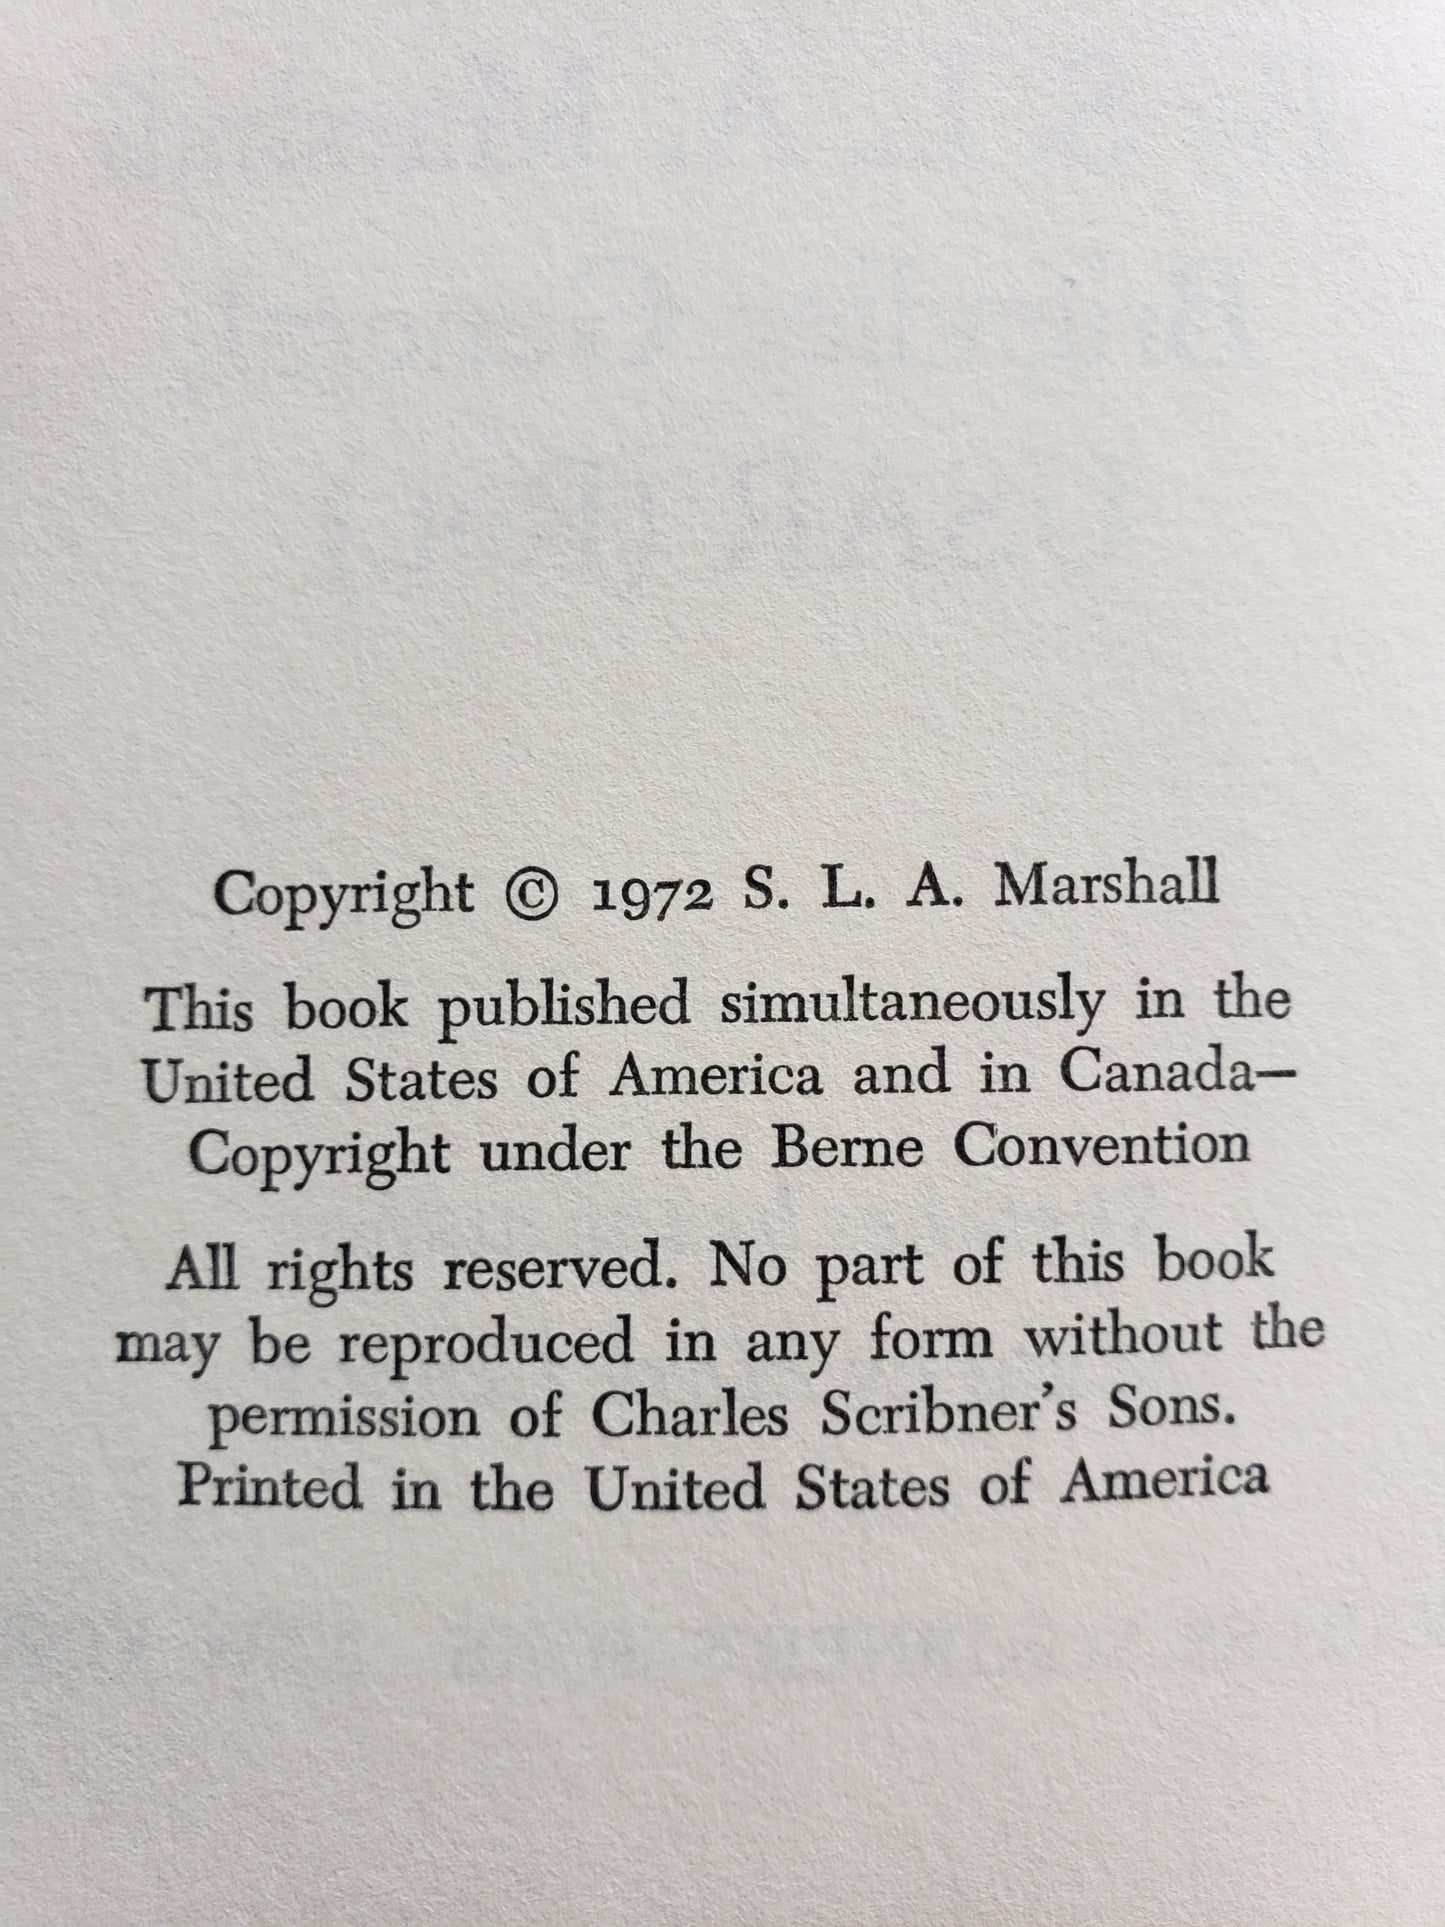 Copyright © 1972 S. L. A. Marshall
This book published simultaneously in the
United States of America and in Canada—
Copyright under the Berne Convention
All rights reserved. No part of this book
may be reproduced in any form without the
permission of Charles Scribner's Sons.
Printed in the United States of America